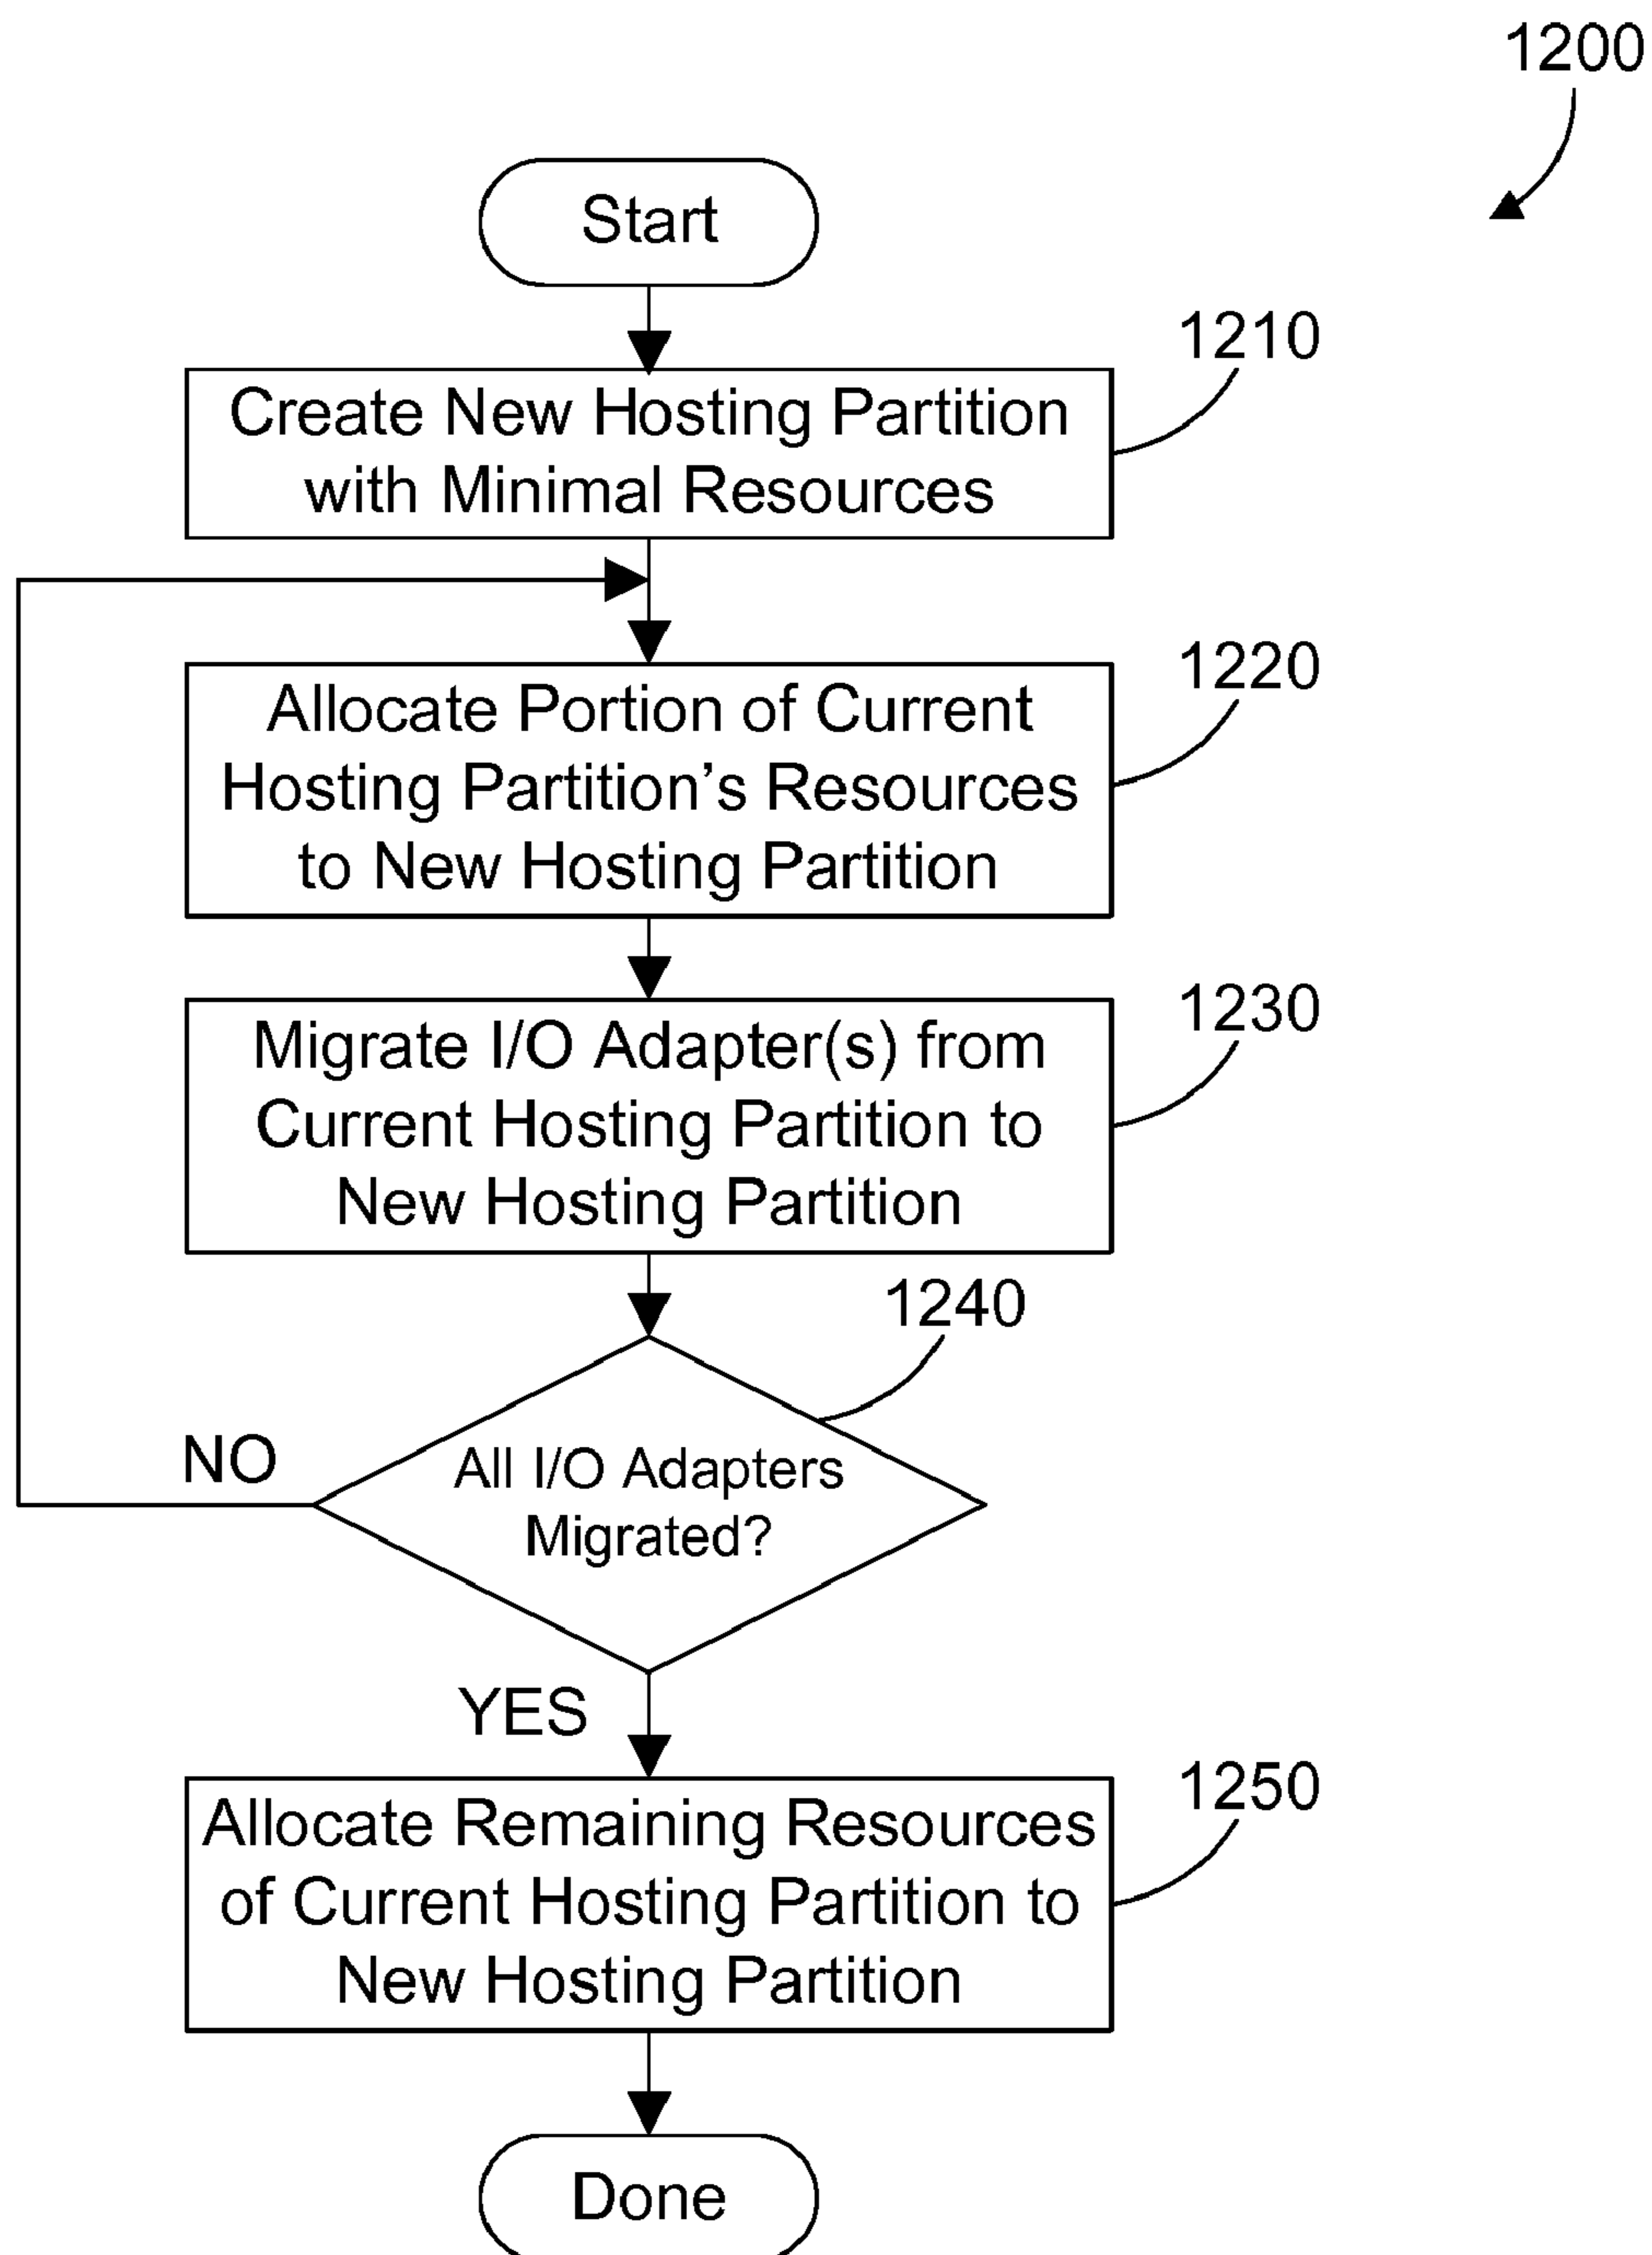 1200
Start
1210
Create New Hosting Partition
with Minimal Resources
1220
Allocate Portion of Current
Hosting Partition’s Resources
to New Hosting Partition
1230
Migrate I/O Adapter(s) from
Current Hosting Partition to
New Hosting Partition
1240
All I/O Adapters
Migrated?
NO
YES
1250
Allocate Remaining Resources
of Current Hosting Partition to
New Hosting Partition
Done